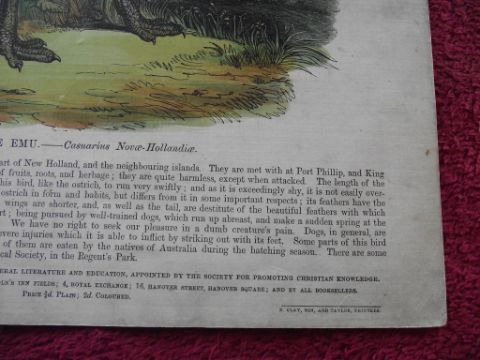 E EMU.—Casuarius Novæ-Hollandiæ.
art of New Holland, and the neighbouring islands. They are met with at Port Phillip, and King
of fruits, roots, and herbage; they are quite harmless, except when attacked. The length of
his bird, like the ostrich, to run very swiftly; and as it is exceedingly shy, it is not easily over-
ostrich in form and habits, but differs from it in some important respects; its feathers have the
wings are shorter, and, as well as the tail, are destitute of the beautiful feathers with which
rt; being pursued by well-trained dogs, which run up abreast, and make a sudden spring at the
We have no right to seek our pleasure in a dumb creature's pain. Dogs, in general, are
vere injuries which it is able to inflict by striking out with its feet. Some parts of this bird
of them are eaten by the natives of Australia during the hatching season. There are some
cal Society, in the Regent's Park.
ERAL LITERATURE AND EDUCATION, APPOINTED BY THE SOCIETY FOR PROMOTING CHRISTIAN KNOWLEDGE.
LN'S INN FIELDS; 4, ROYAL EXCHANGE; 16, HANOVER STREET, HANOVER SQUARE; AND BY ALL BOOKSELLERS.
PRICE ½d. PLAIN; 2d. COLOURED.
R. CLAY, SON, AND TAYLOR, PRINTERS.